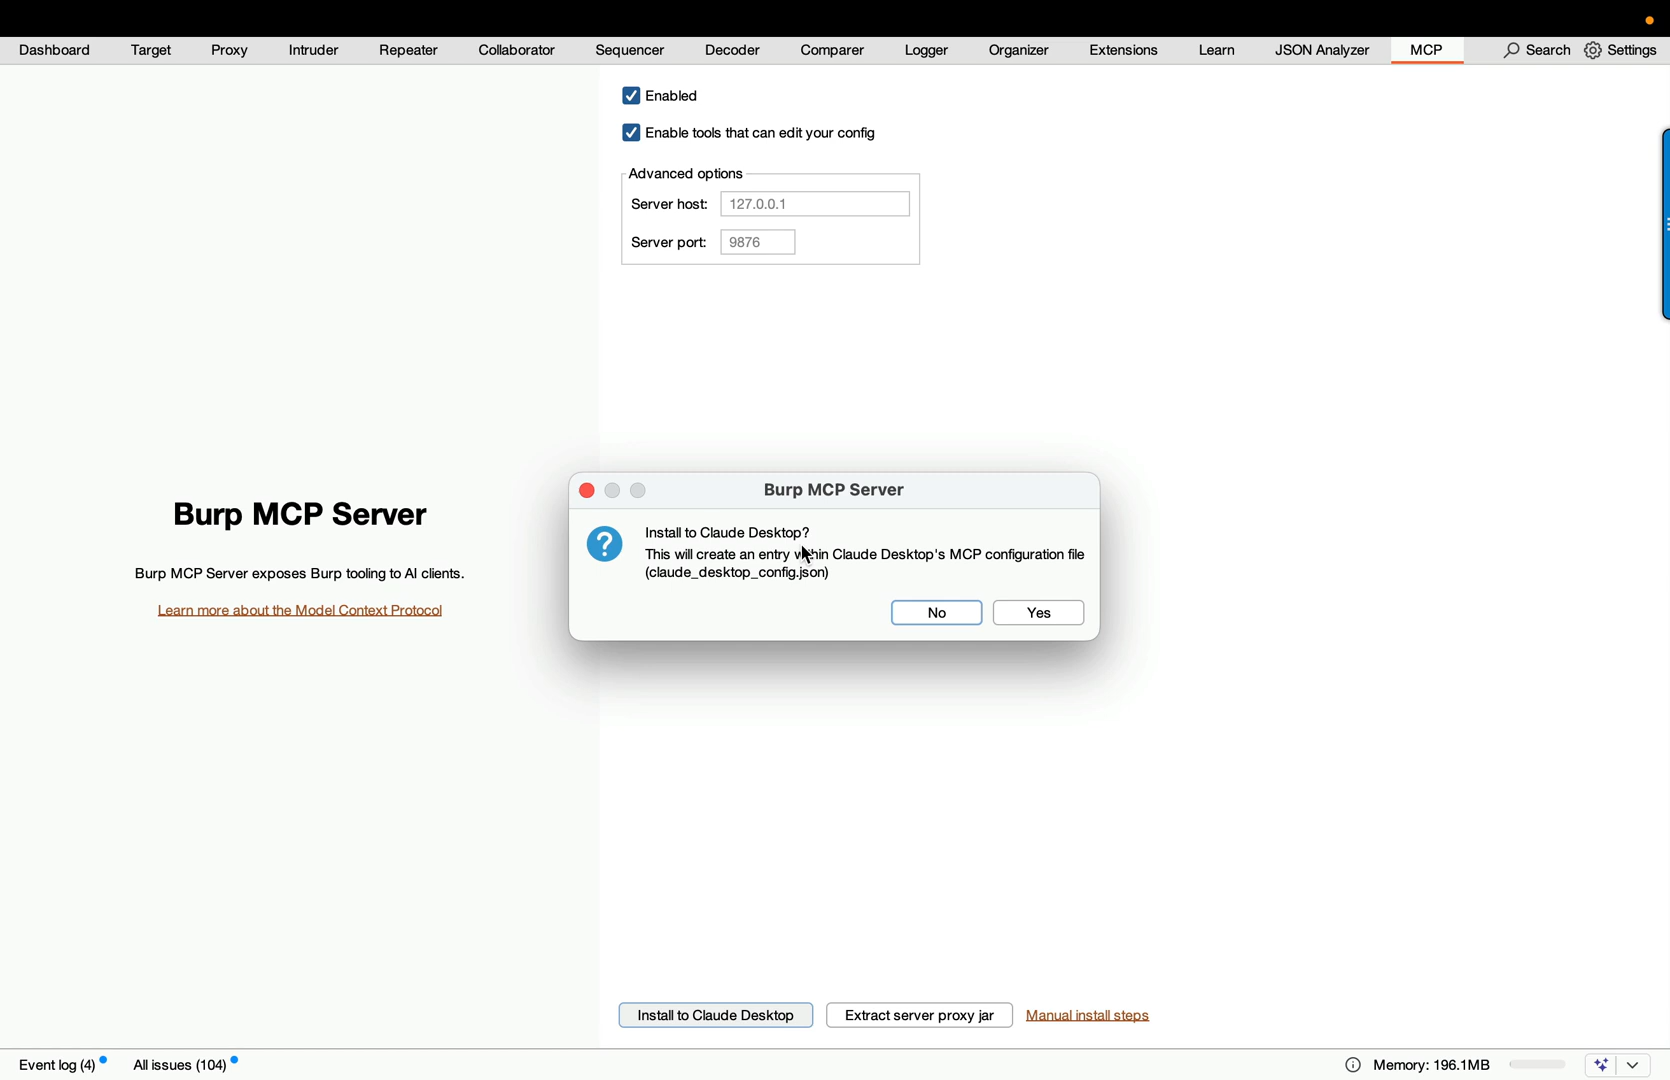 Dashboard Target Proxy Intruder Repeater Collaborator Sequencer Decoder Comparer Logger Organizer Extensions Learn JSON Analyzer MCP Search Settings
Enabled
Enable tools that can edit your config
Advanced options
Server host: 127.0.0.1
Server port: 9876
Burp MCP Server
Burp MCP Server exposes Burp tooling to AI clients.
Learn more about the Model Context Protocol
Burp MCP Server
?
Install to Claude Desktop?
This will create an entry within Claude Desktop's MCP configuration file
(claude_desktop_config.json)
No Yes
Install to Claude Desktop Extract server proxy jar Manual install steps
Event log (4) All issues (104) Memory: 196.1MB